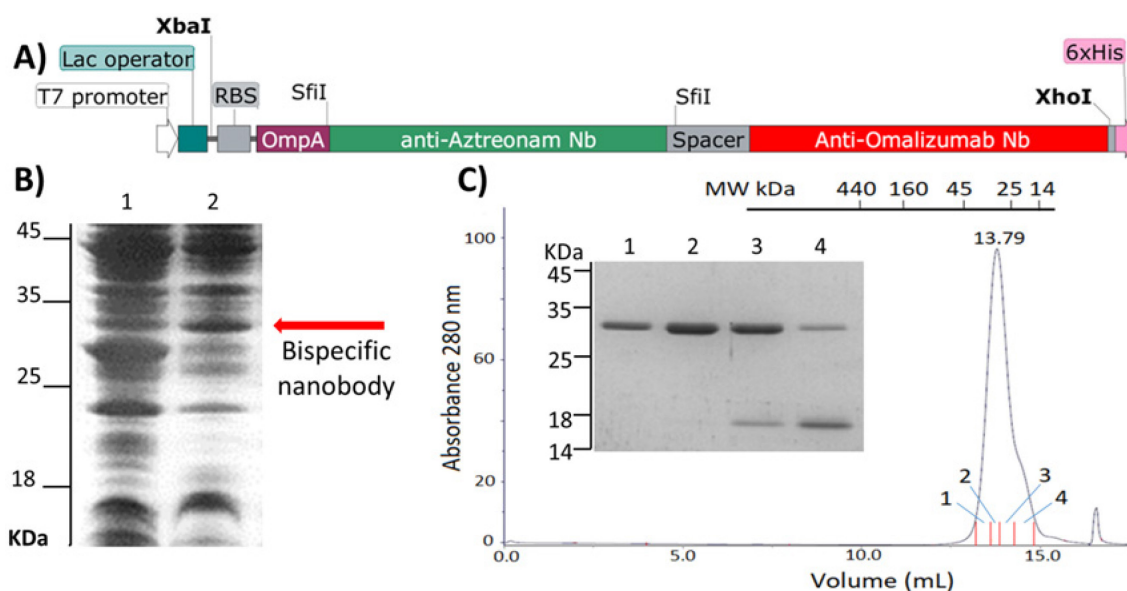 A)
XbaI
Lac operator
6xHis
T7 promoter
RBS
SfiI
SfiI
XhoI
OmpA
anti-Aztreonam Nb
Spacer
Anti-Omalizumab Nb
B)
1 2
45
35
25
18
KDa
Bispecific
nanobody
C)
MW kDa 440 160 45 25 14
13.79
100
60
20
0
Absorbance 280 nm
KDa 1 2 3 4
45
35
25
18
14
2 3
1 4
0.0 5.0 10.0 15.0
Volume (mL)